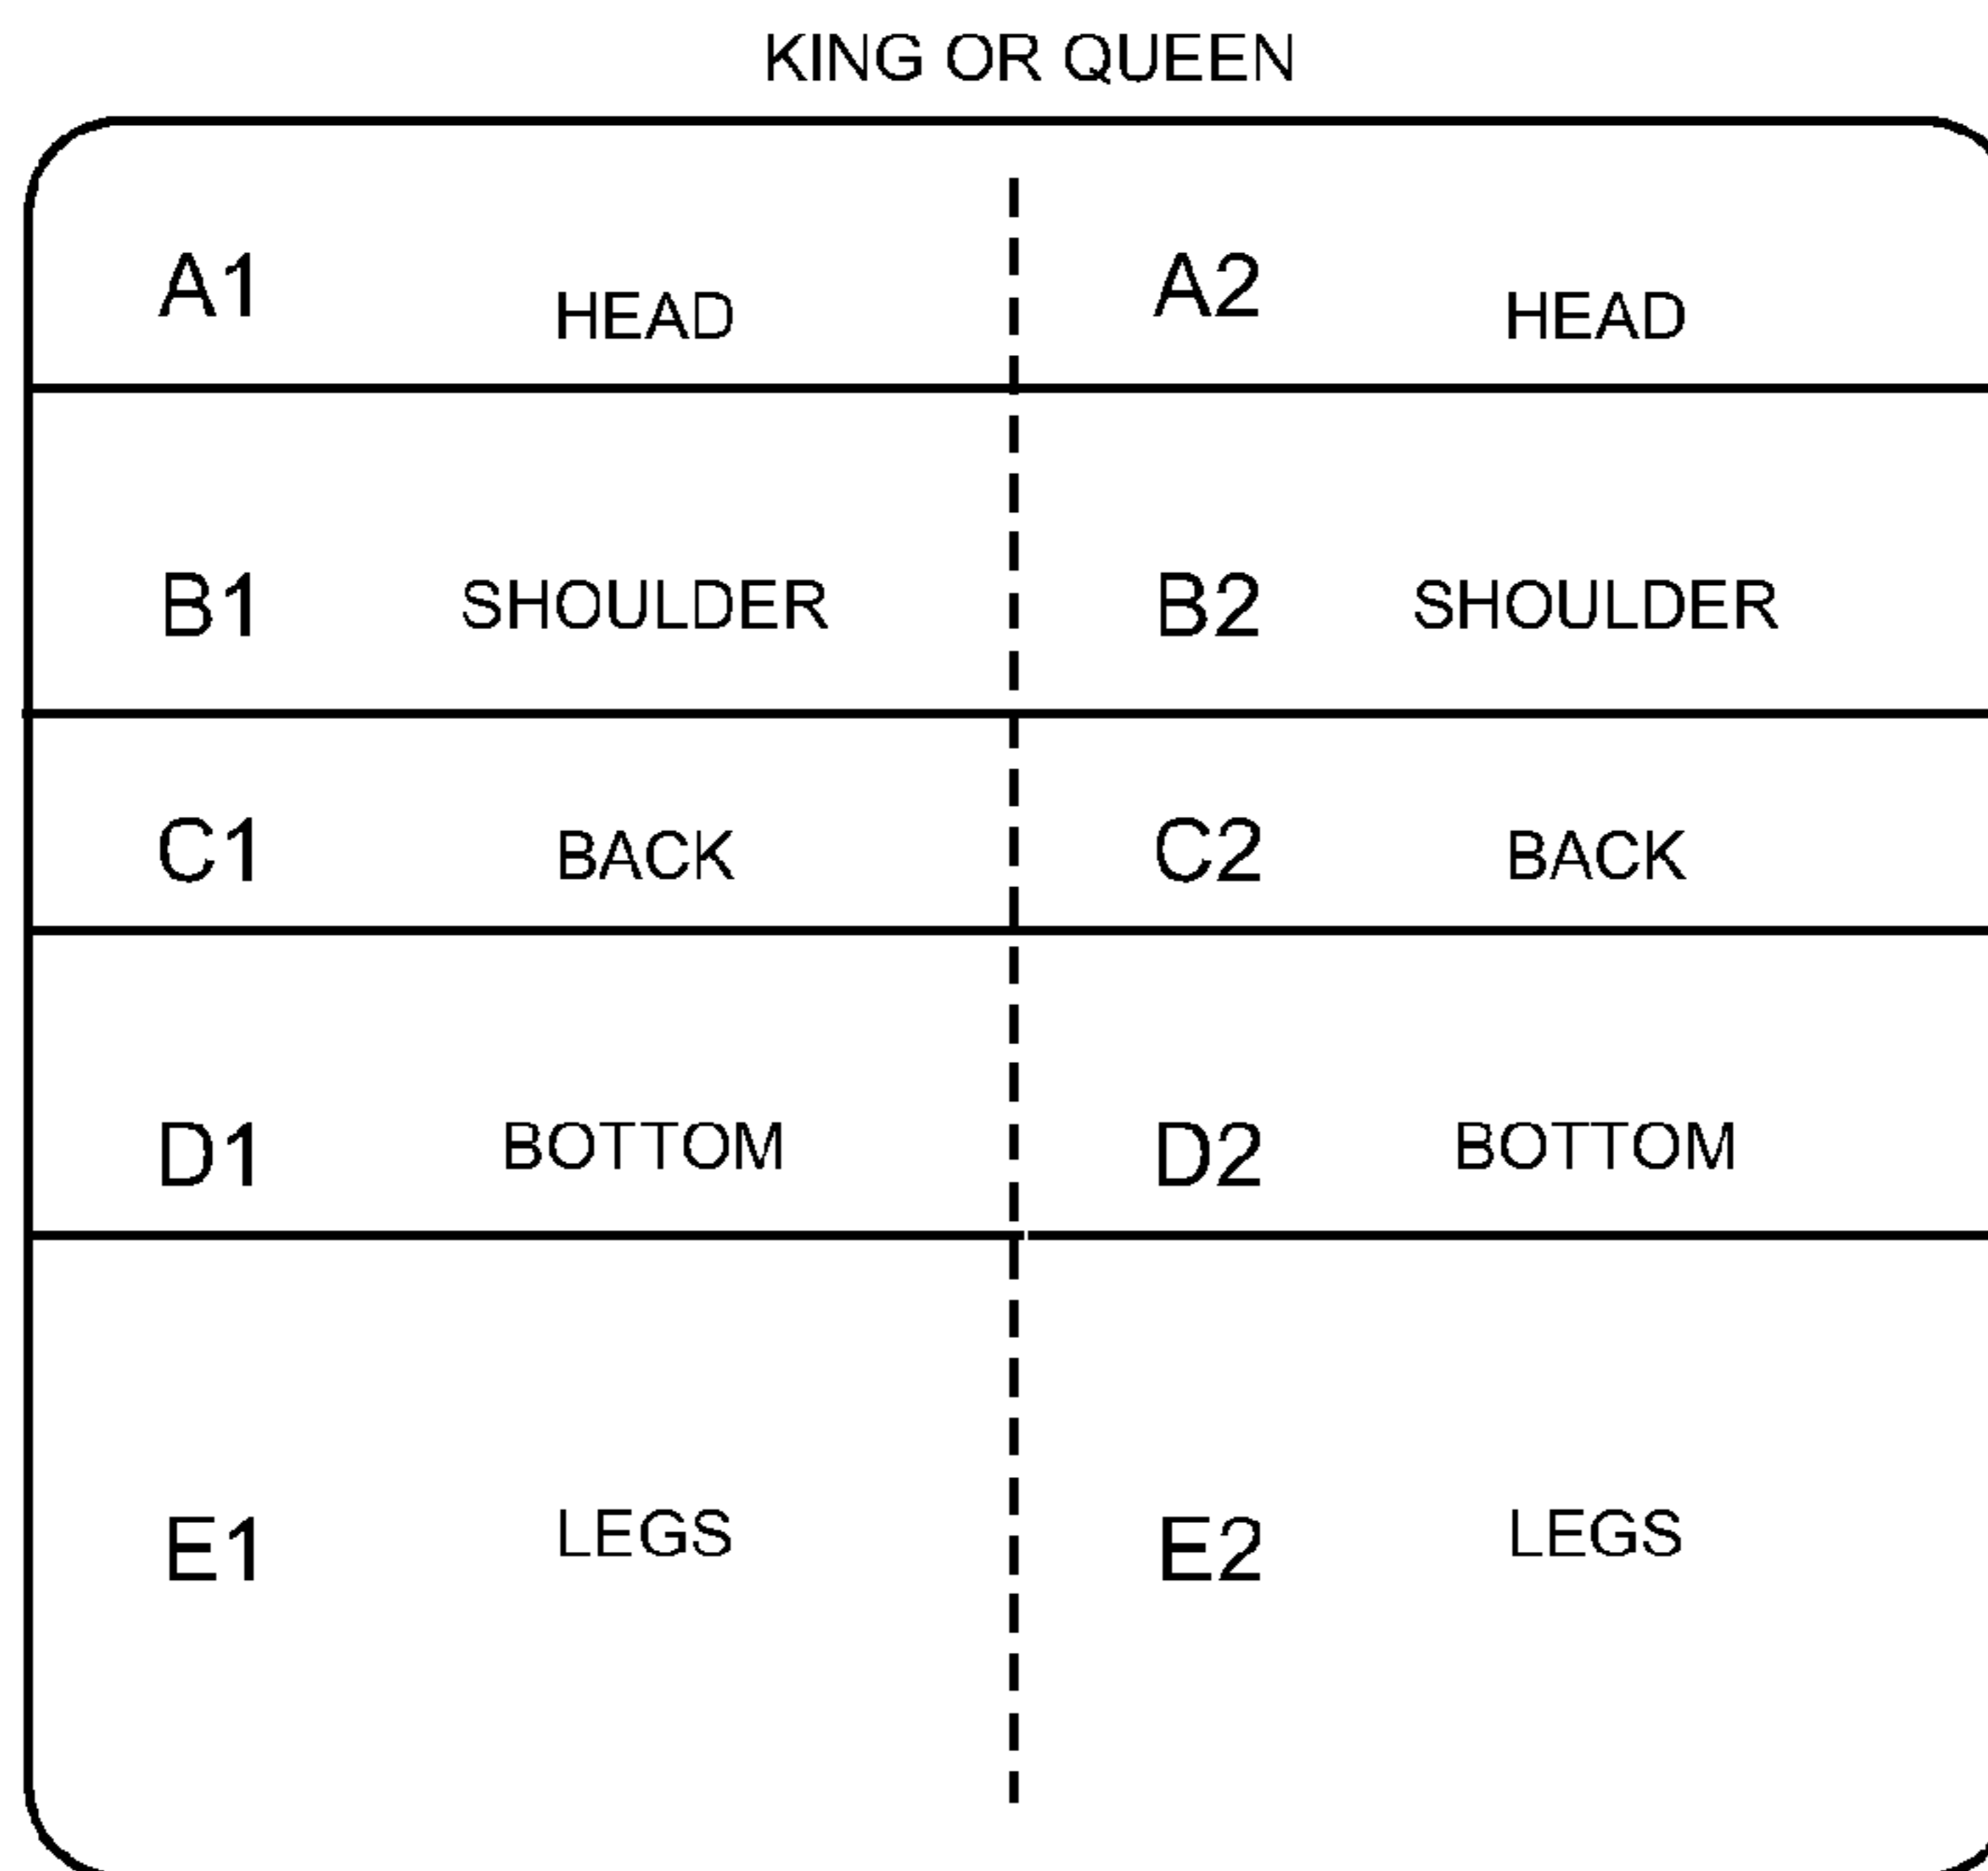 KING OR QUEEN
A1 HEAD A2 HEAD
B1 SHOULDER B2 SHOULDER
C1 BACK C2 BACK
D1 BOTTOM D2 BOTTOM
E1 LEGS E2 LEGS